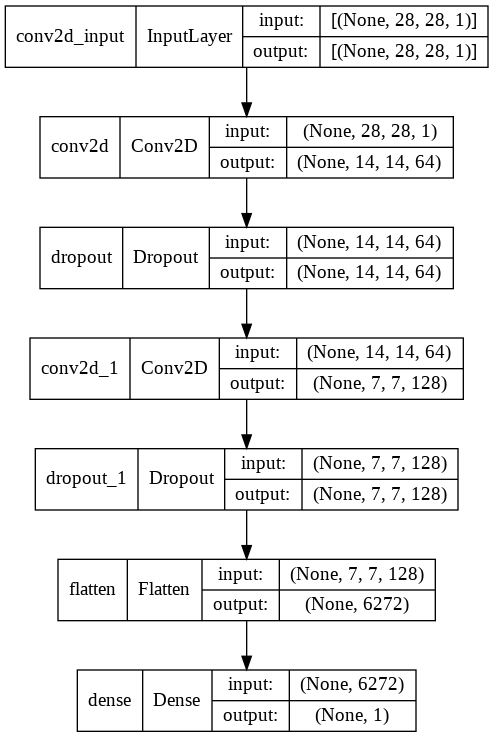 conv2d_input InputLayer input: [(None, 28, 28, 1)]
output: [(None, 28, 28, 1)]
conv2d Conv2D input: (None, 28, 28, 1)
output: (None, 14, 14, 64)
dropout Dropout input: (None, 14, 14, 64)
output: (None, 14, 14, 64)
conv2d_1 Conv2D input: (None, 14, 14, 64)
output: (None, 7, 7, 128)
dropout_1 Dropout input: (None, 7, 7, 128)
output: (None, 7, 7, 128)
flatten Flatten input: (None, 7, 7, 128)
output: (None, 6272)
dense Dense input: (None, 6272)
output: (None, 1)